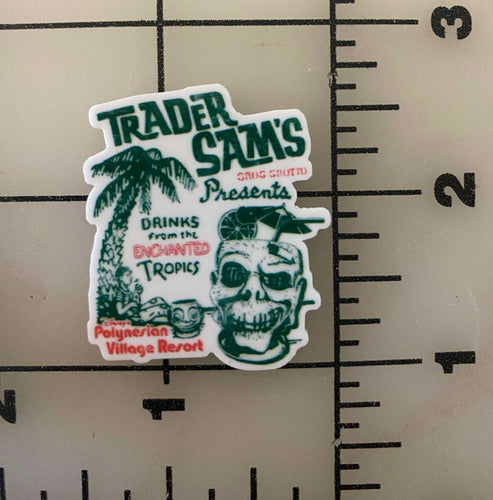 3
TRADER
SAM'S
GROG GROTTO
Presents
2
DRINKS
from the
ENCHANTED
TROPICS
Disney's
Polynesian
Village Resort
1
2
1